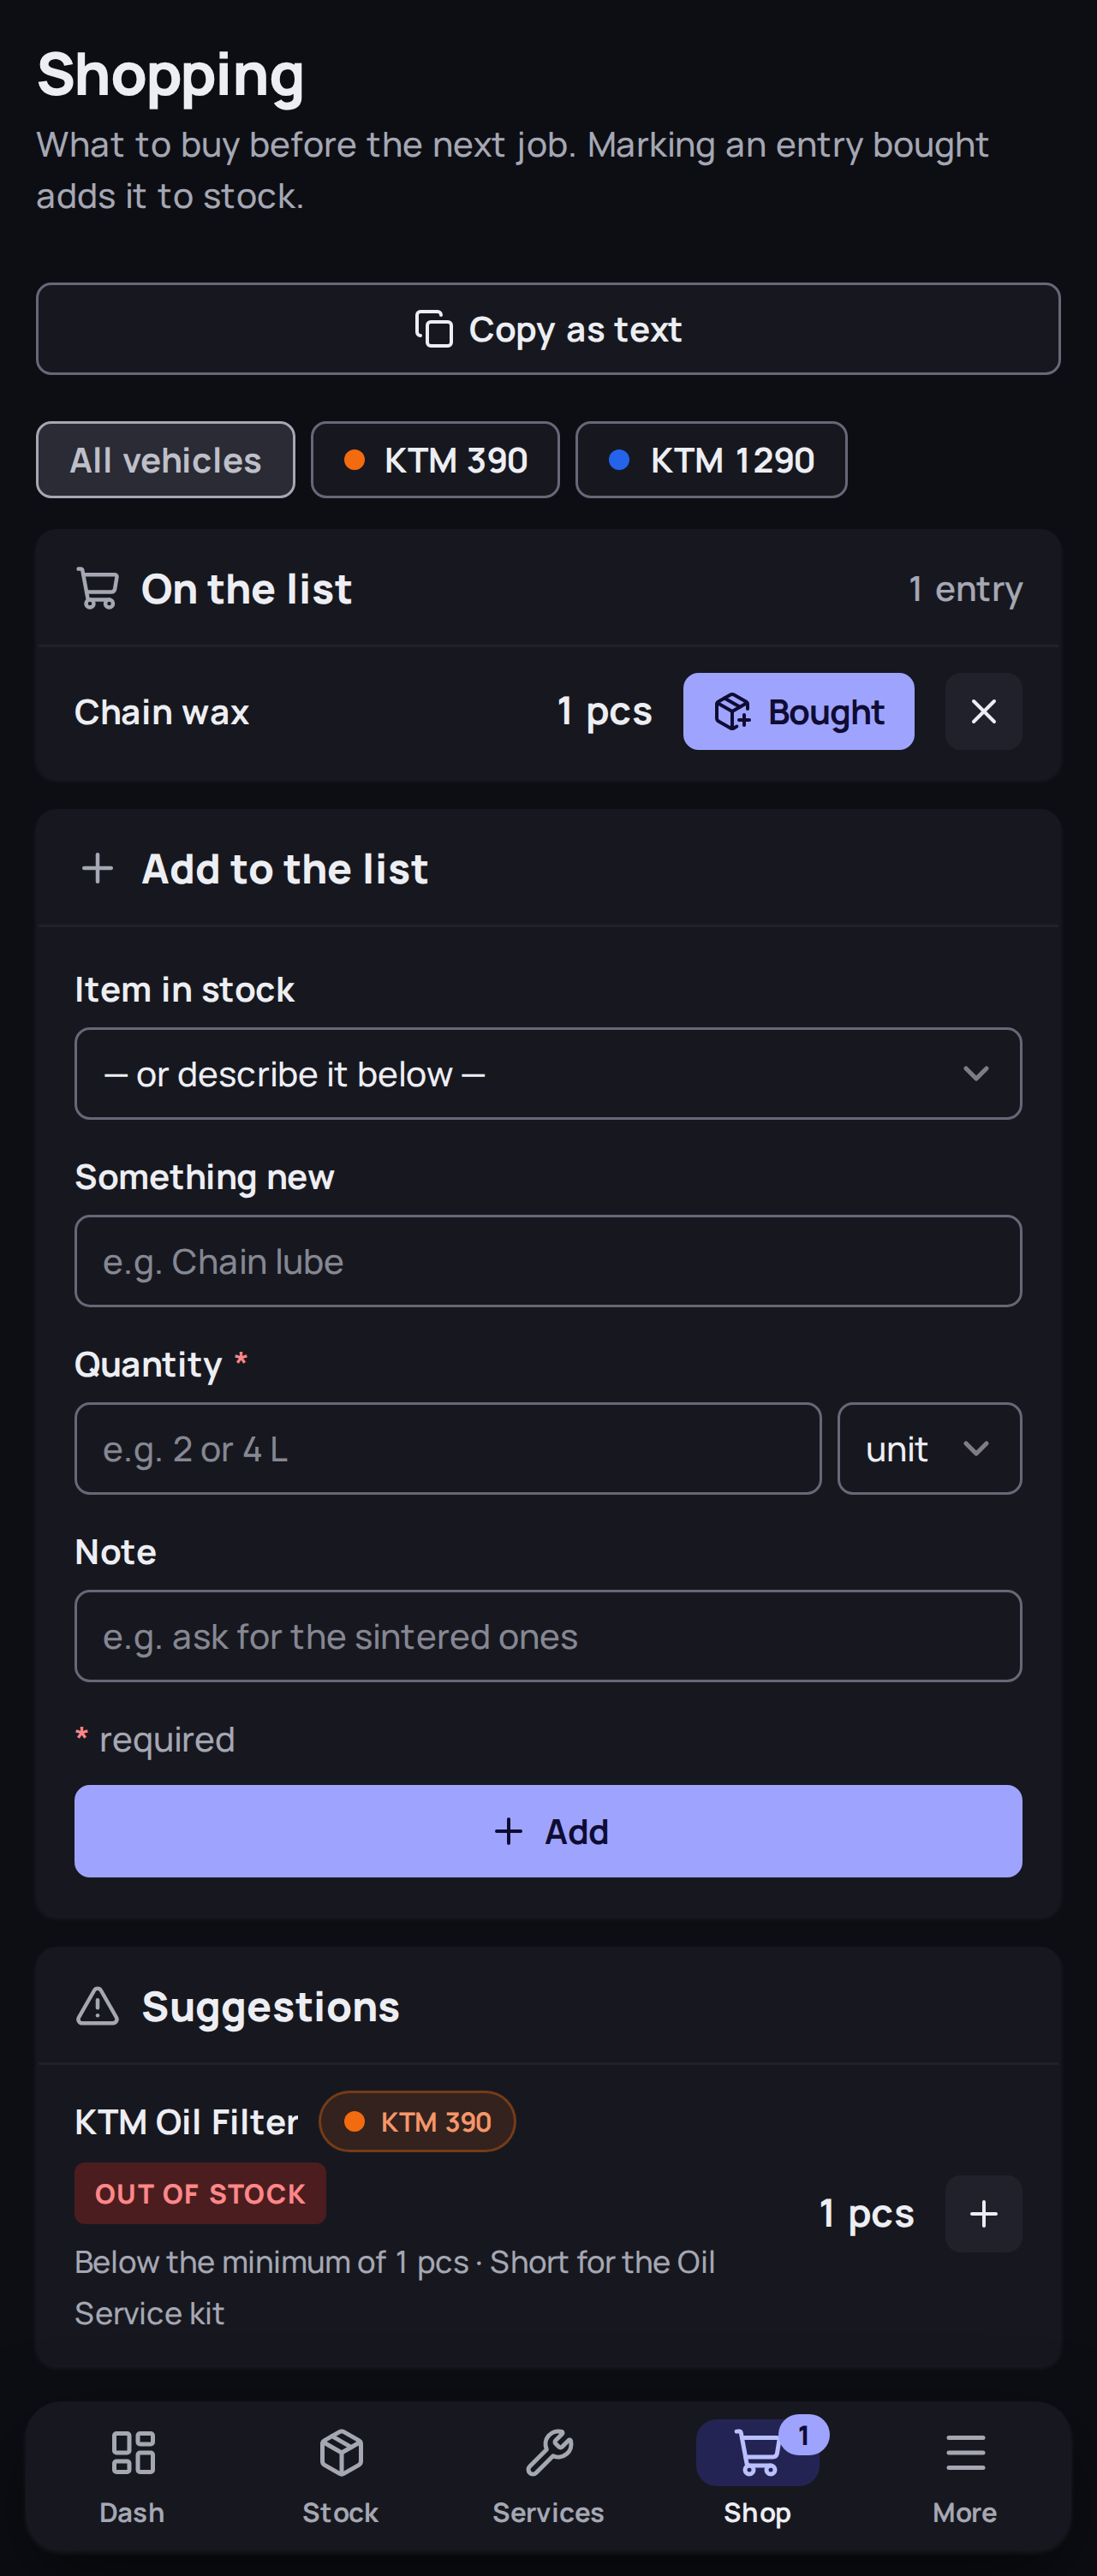 Shopping
What to buy before the next job. Marking an entry bought
adds it to stock.
Copy as text
All vehicles KTM 390 KTM 1290
On the list 1 entry
Chain wax 1 pcs Bought
Add to the list
Item in stock
— or describe it below —
Something new
e.g. Chain lube
Quantity *
e.g. 2 or 4 L unit
Note
e.g. ask for the sintered ones
* required
Add
Suggestions
KTM Oil Filter KTM 390
OUT OF STOCK
1 pcs
Below the minimum of 1 pcs · Short for the Oil
Service kit
1
Dash Stock Services Shop More